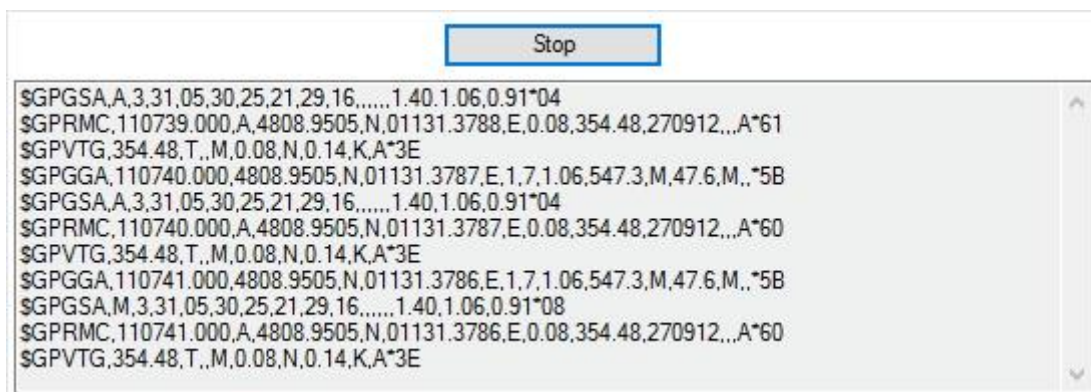 Stop
$GPGSA,A,3,31,05,30,25,21,29,16,,,,,,1.40,1.06,0.91*04
$GPRMC,110739.000,A,4808.9505,N,01131.3788,E,0.08,354.48,270912,,,A*61
$GPVTG,354.48,T,,M,0.08,N,0.14,K,A*3E
$GPGGA,110740.000,4808.9505,N,01131.3787,E,1,7,1.06,547.3,M,47.6,M,,*5B
$GPGSA,A,3,31,05,30,25,21,29,16,,,,,,1.40,1.06,0.91*04
$GPRMC,110740.000,A,4808.9505,N,01131.3787,E,0.08,354.48,270912,,,A*60
$GPVTG,354.48,T,,M,0.08,N,0.14,K,A*3E
$GPGGA,110741.000,4808.9505,N,01131.3786,E,1,7,1.06,547.3,M,47.6,M,,*5B
$GPGSA,M,3,31,05,30,25,21,29,16,,,,,,1.40,1.06,0.91*08
$GPRMC,110741.000,A,4808.9505,N,01131.3786,E,0.08,354.48,270912,,,A*60
$GPVTG,354.48,T,,M,0.08,N,0.14,K,A*3E